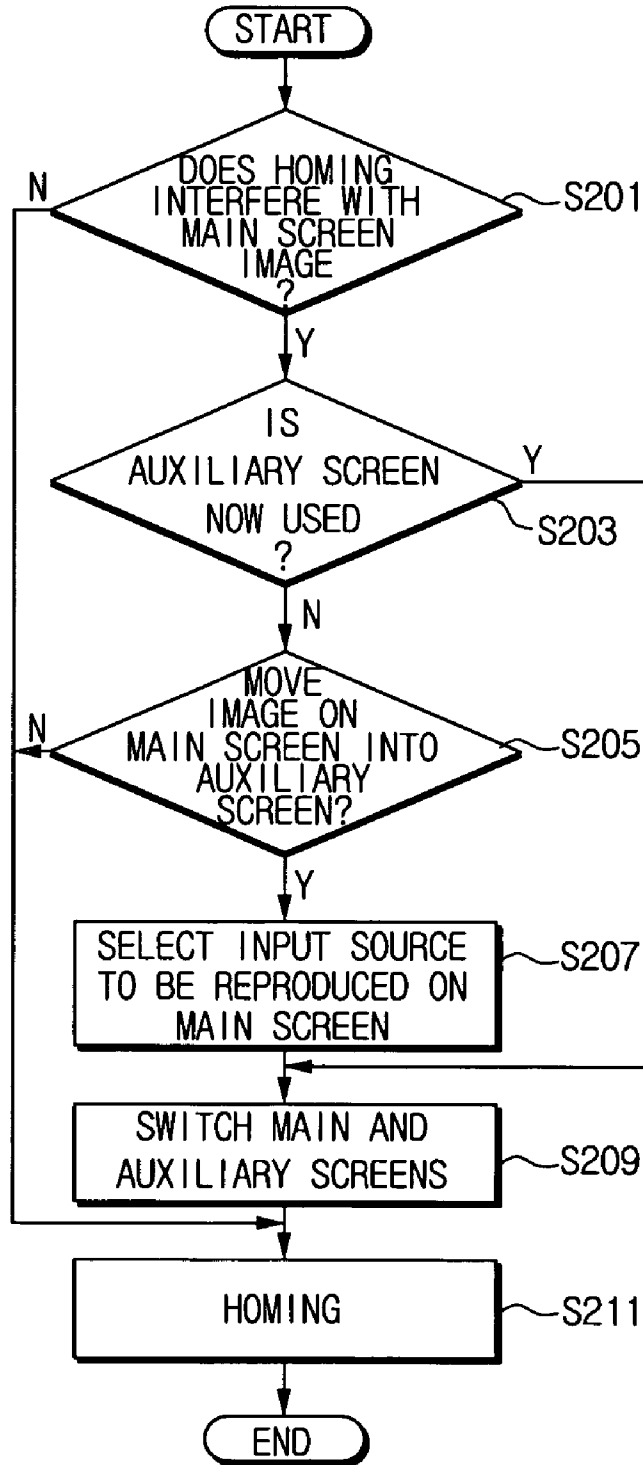 START
DOES HOMING
INTERFERE WITH
MAIN SCREEN
IMAGE
?
N
S201
Y
IS
AUXILIARY SCREEN
NOW USED
?
Y
S203
N
MOVE
IMAGE ON
MAIN SCREEN INTO
AUXILIARY
SCREEN?
N
S205
Y
SELECT INPUT SOURCE
TO BE REPRODUCED ON
MAIN SCREEN
S207
SWITCH MAIN AND
AUXILIARY SCREENS
S209
HOMING
S211
END